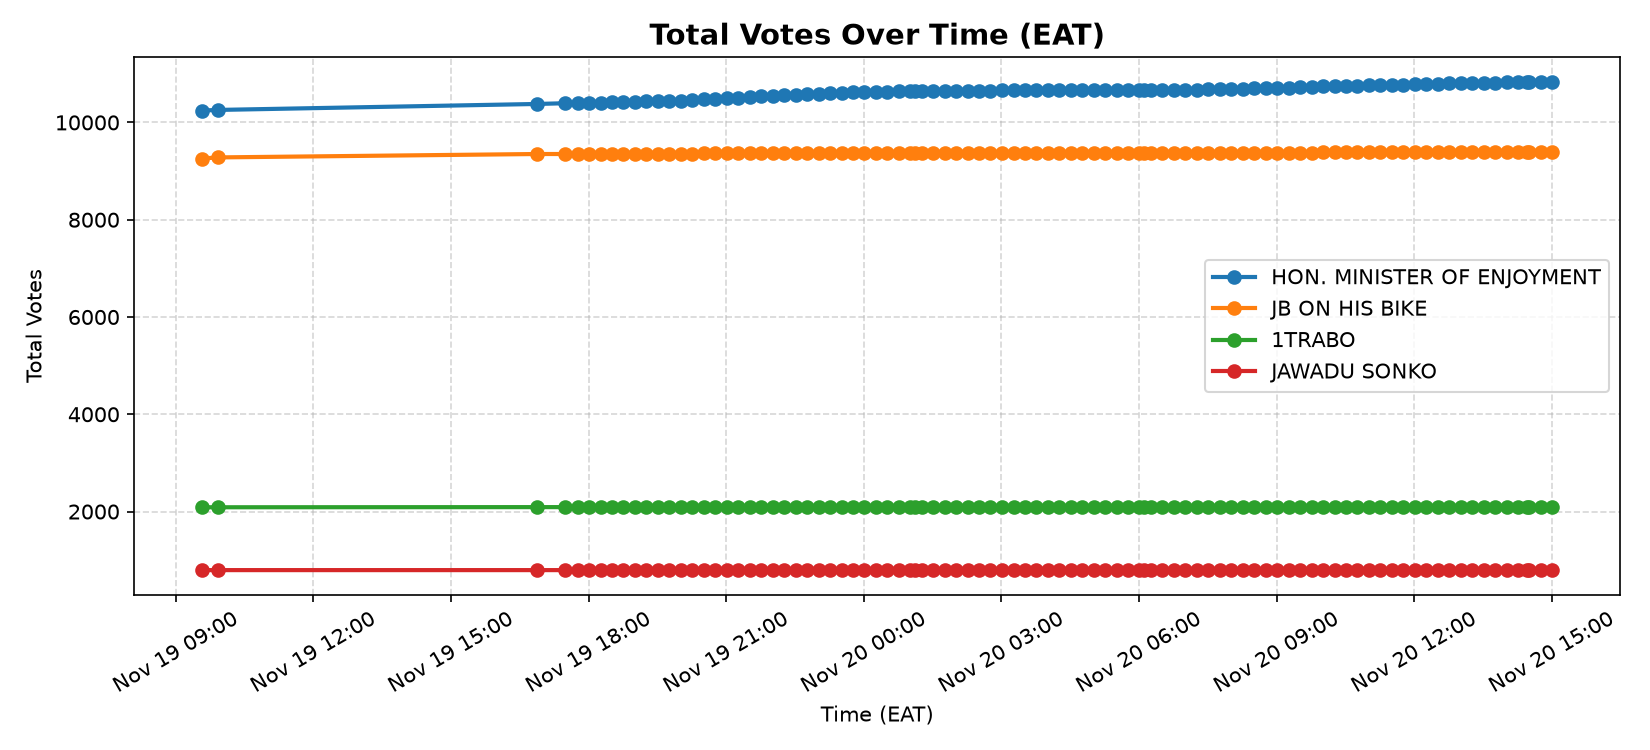 Total Votes Over Time (EAT)
Total Votes
10000
8000
6000
4000
2000
HON. MINISTER OF ENJOYMENT
JB ON HIS BIKE
1TRABO
JAWADU SONKO
Nov 19 09:00
Nov 19 12:00
Nov 19 15:00
Nov 19 18:00
Nov 19 21:00
Nov 20 00:00
Nov 20 03:00
Nov 20 06:00
Nov 20 09:00
Nov 20 12:00
Nov 20 15:00
Time (EAT)